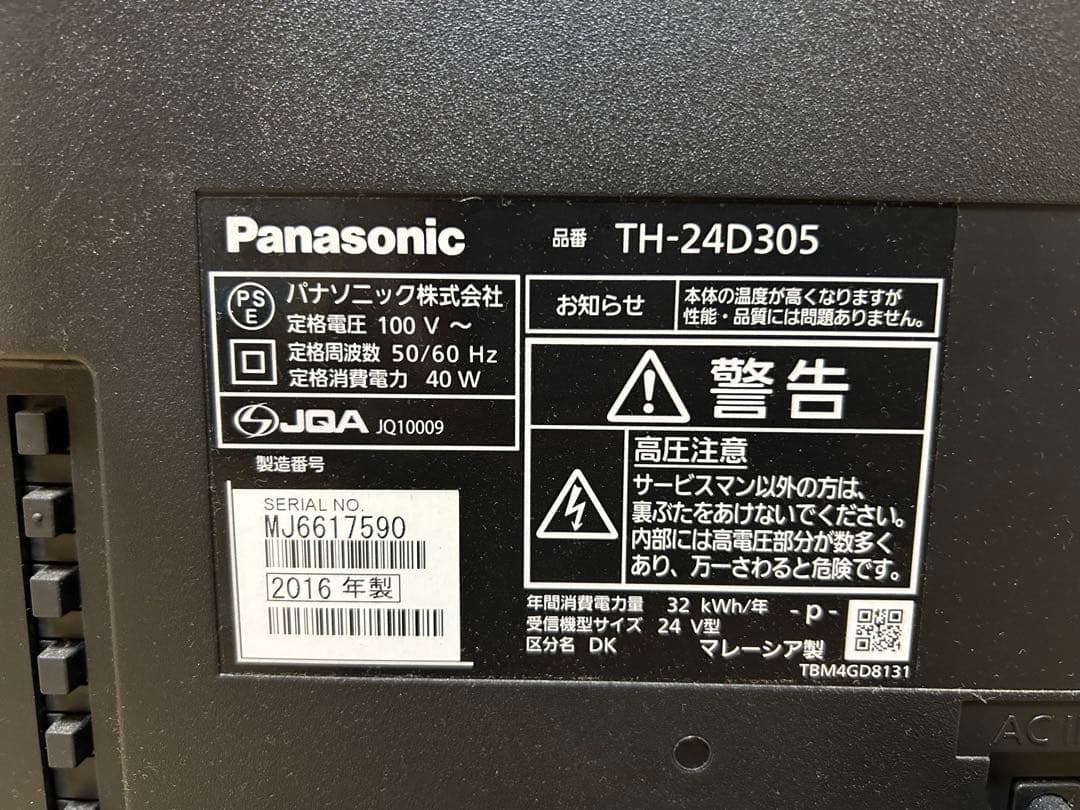 Panasonic
品番 TH-24D305
PS
E
パナソニック株式会社
定格電圧 100 V ～
定格周波数 50/60 Hz
定格消費電力 40 W
JQA JQ10009
製造番号
SERIAL NO.
MJ6617590
2016 年製
お知らせ
本体の温度が高くなりますが
性能・品質には問題ありません。
警告
高圧注意
サービスマン以外の方は、
裏ぶたをあけないでください。
内部には高電圧部分が数多く
あり、万一さわると危険です。
年間消費電力量 32 kWh/年 -p-
受信機型サイズ 24 V型
区分名 DK マレーシア製
TBM4GD8131